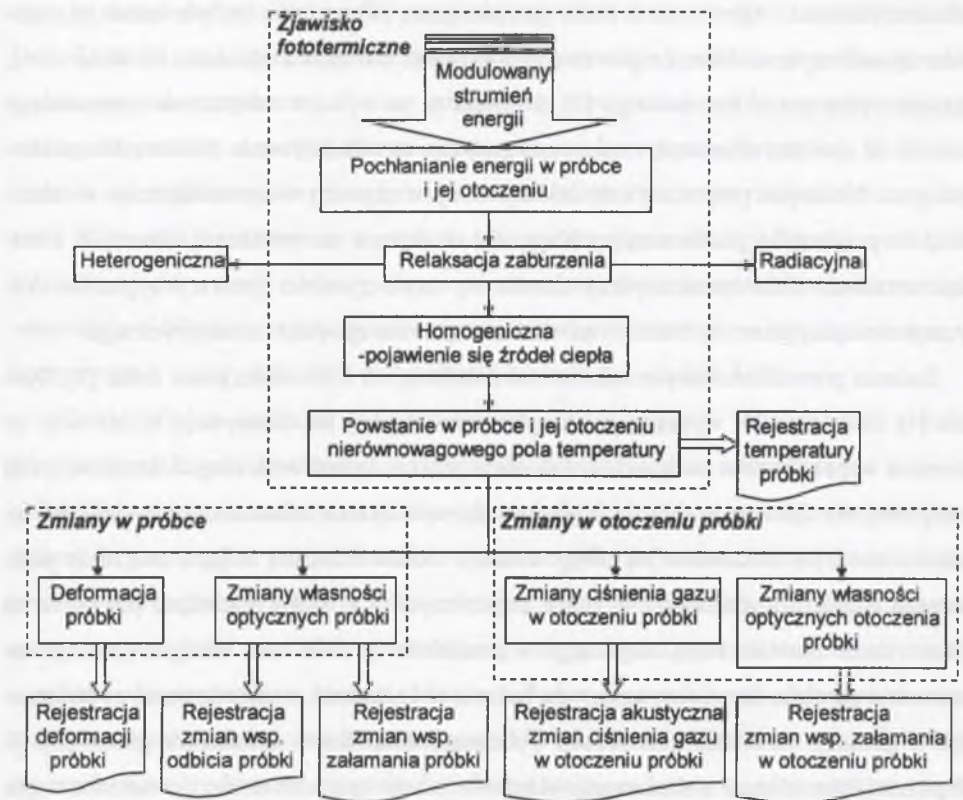 Zjawisko
fototermiczne
Modulowany
strumień
energii
Pochłanianie energii w próbce
i jej otoczeniu
Heterogeniczna
Relaksacja zaburzenia
Radiacyjna
Homogeniczna
-pojawienie się źródeł ciepła
Powstanie w próbce i jej otoczeniu
nierównowagowego pola temperatury
Rejestracja
temperatury
próbki
Zmiany w próbce
Zmiany w otoczeniu próbki
Deformacja
próbki
Zmiany własności
optycznych próbki
Zmiany ciśnienia gazu
w otoczeniu próbki
Zmiany własności
optycznych otoczenia
próbki
Rejestracja
deformacji
próbki
Rejestracja
zmian wsp.
odbicia próbki
Rejestracja
zmian wsp.
załamania próbki
Rejestracja akustyczna
zmian ciśnienia gazu
w otoczeniu próbki
Rejestracja
zmian wsp. załamania
w otoczeniu próbki